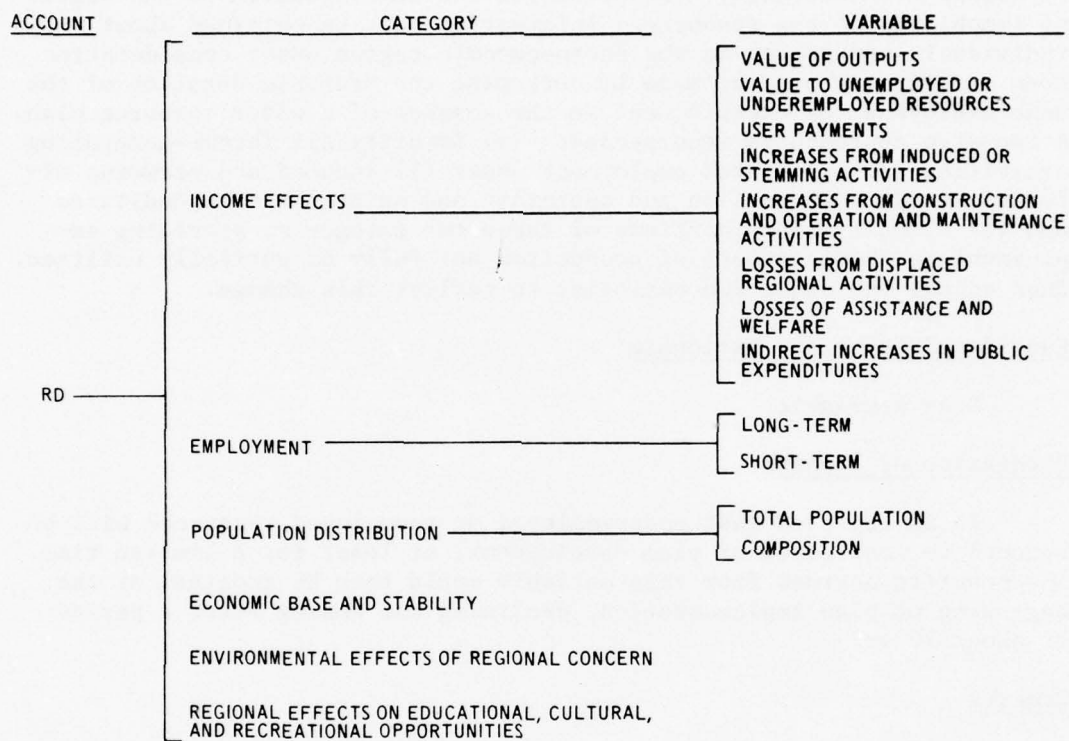 ACCOUNT CATEGORY VARIABLE
VALUE OF OUTPUTS
VALUE TO UNEMPLOYED OR
UNDEREMPLOYED RESOURCES
USER PAYMENTS
INCREASES FROM INDUCED OR
STEMMING ACTIVITIES
INCOME EFFECTS
INCREASES FROM CONSTRUCTION
AND OPERATION AND MAINTENANCE
ACTIVITIES
LOSSES FROM DISPLACED
REGIONAL ACTIVITIES
LOSSES OF ASSISTANCE AND
WELFARE
INDIRECT INCREASES IN PUBLIC
EXPENDITURES
RD
EMPLOYMENT
LONG-TERM
SHORT-TERM
POPULATION DISTRIBUTION
TOTAL POPULATION
COMPOSITION
ECONOMIC BASE AND STABILITY
ENVIRONMENTAL EFFECTS OF REGIONAL CONCERN
REGIONAL EFFECTS ON EDUCATIONAL, CULTURAL,
AND RECREATIONAL OPPORTUNITIES